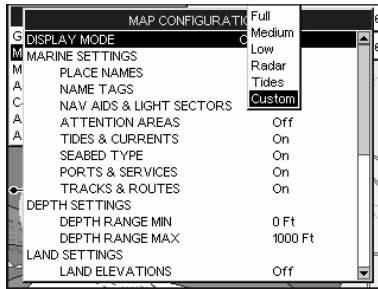 MAP CONFIGURATIO
Full
Medium
Low
Radar
Tides
Custom
DISPLAY MODE
MARINE SETTINGS
PLACE NAMES
NAME TAGS
NAV AIDS & LIGHT SECTORS
ATTENTION AREAS Off
TIDES & CURRENTS On
SEABED TYPE On
PORTS & SERVICES On
TRACKS & ROUTES On
DEPTH SETTINGS
DEPTH RANGE MIN 0 Ft
DEPTH RANGE MAX 1000 Ft
LAND SETTINGS
LAND ELEVATIONS Off